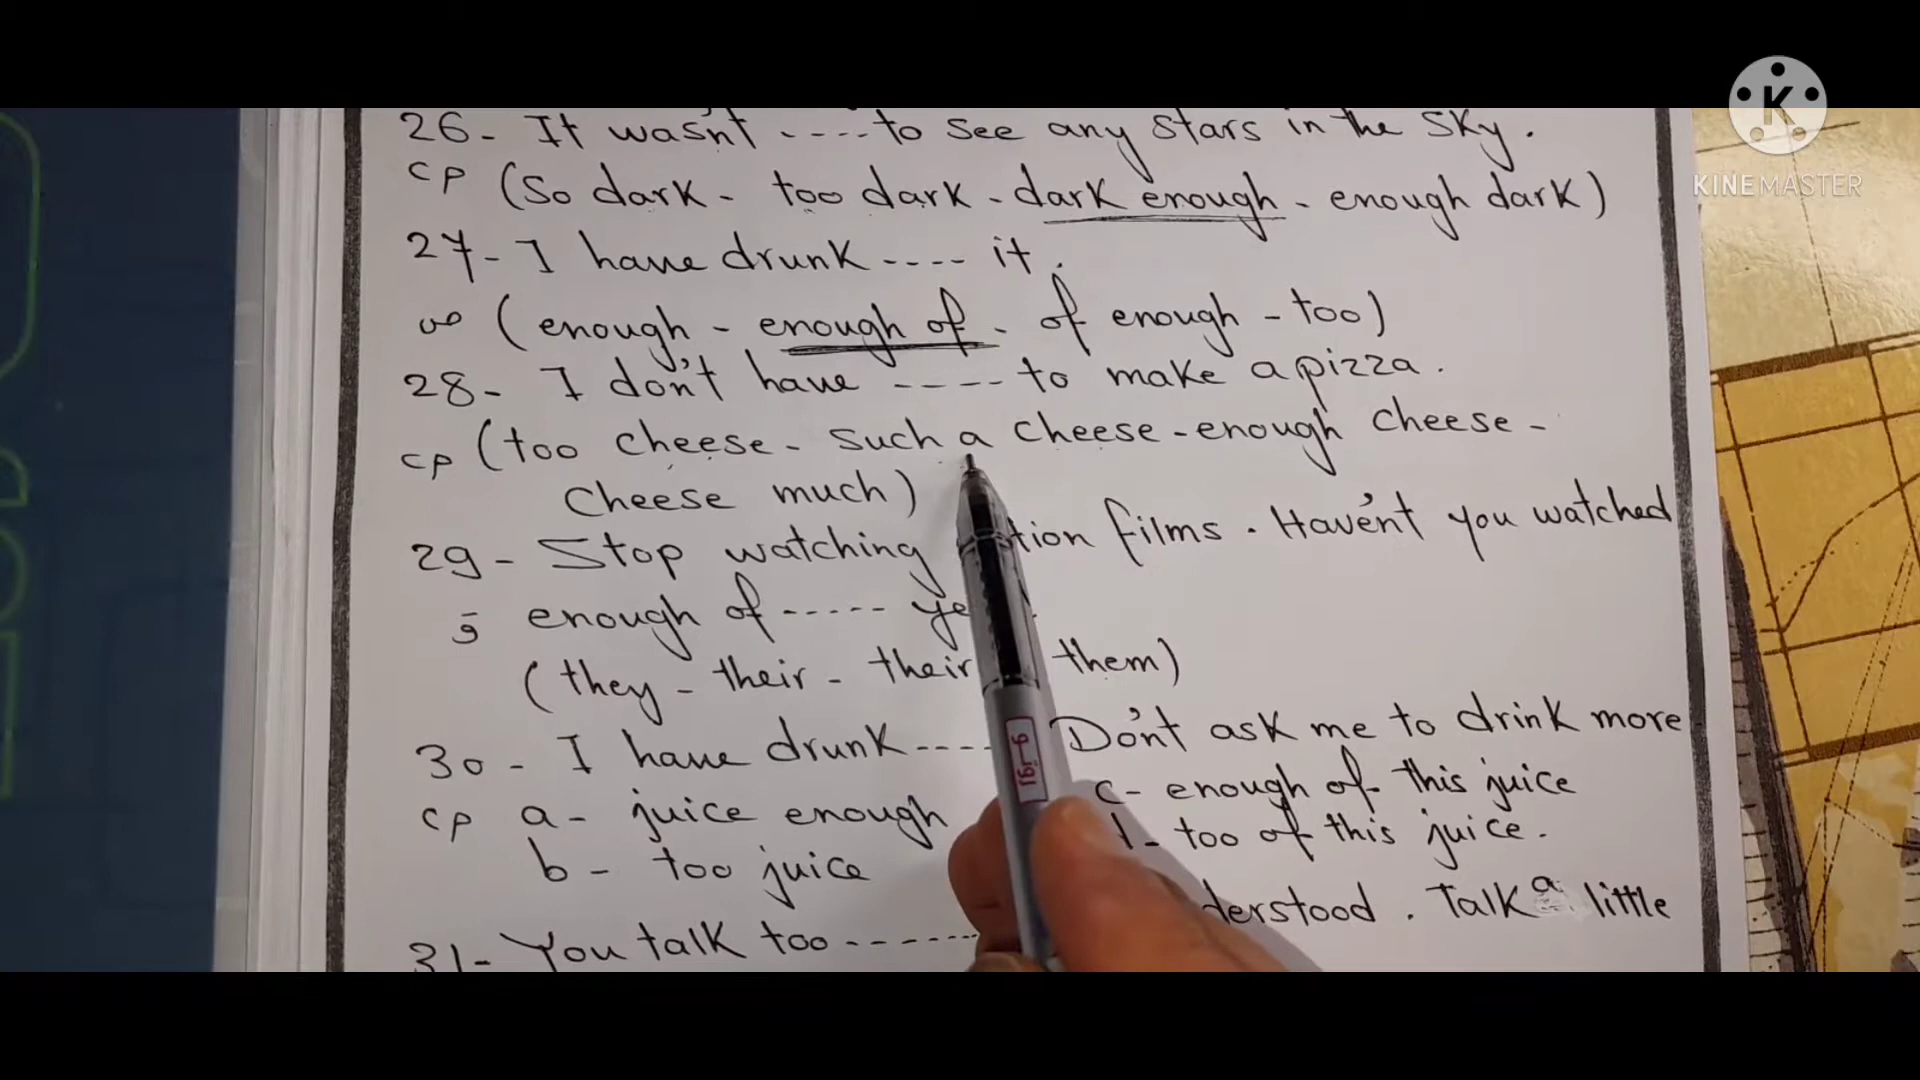 26- It wasn't ---- to see any stars in the sky.
cp (so dark - too dark - dark enough - enough dark)
27- I have drunk ---- it.
(enough - enough of - of enough - too)
28- I don't have ---- to make a pizza.
cp (too cheese - such a cheese - enough cheese -
cheese much)
29- Stop watching films. Haven't you watched
enough of -----
(they - their - them)
30- I have drunk ---- Don't ask me to drink more
cp a- juice enough c- enough of this juice
b- too juice too of this juice.
31- You talk too ------ Talk a little
KINEMASTER